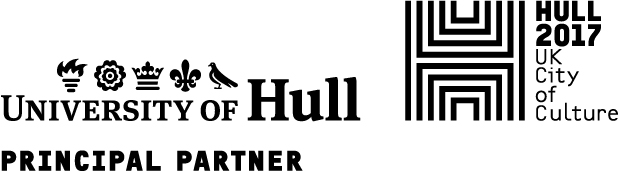 UNIVERSITY OF Hull
PRINCIPAL PARTNER
HULL
2017
UK
City
of
Culture